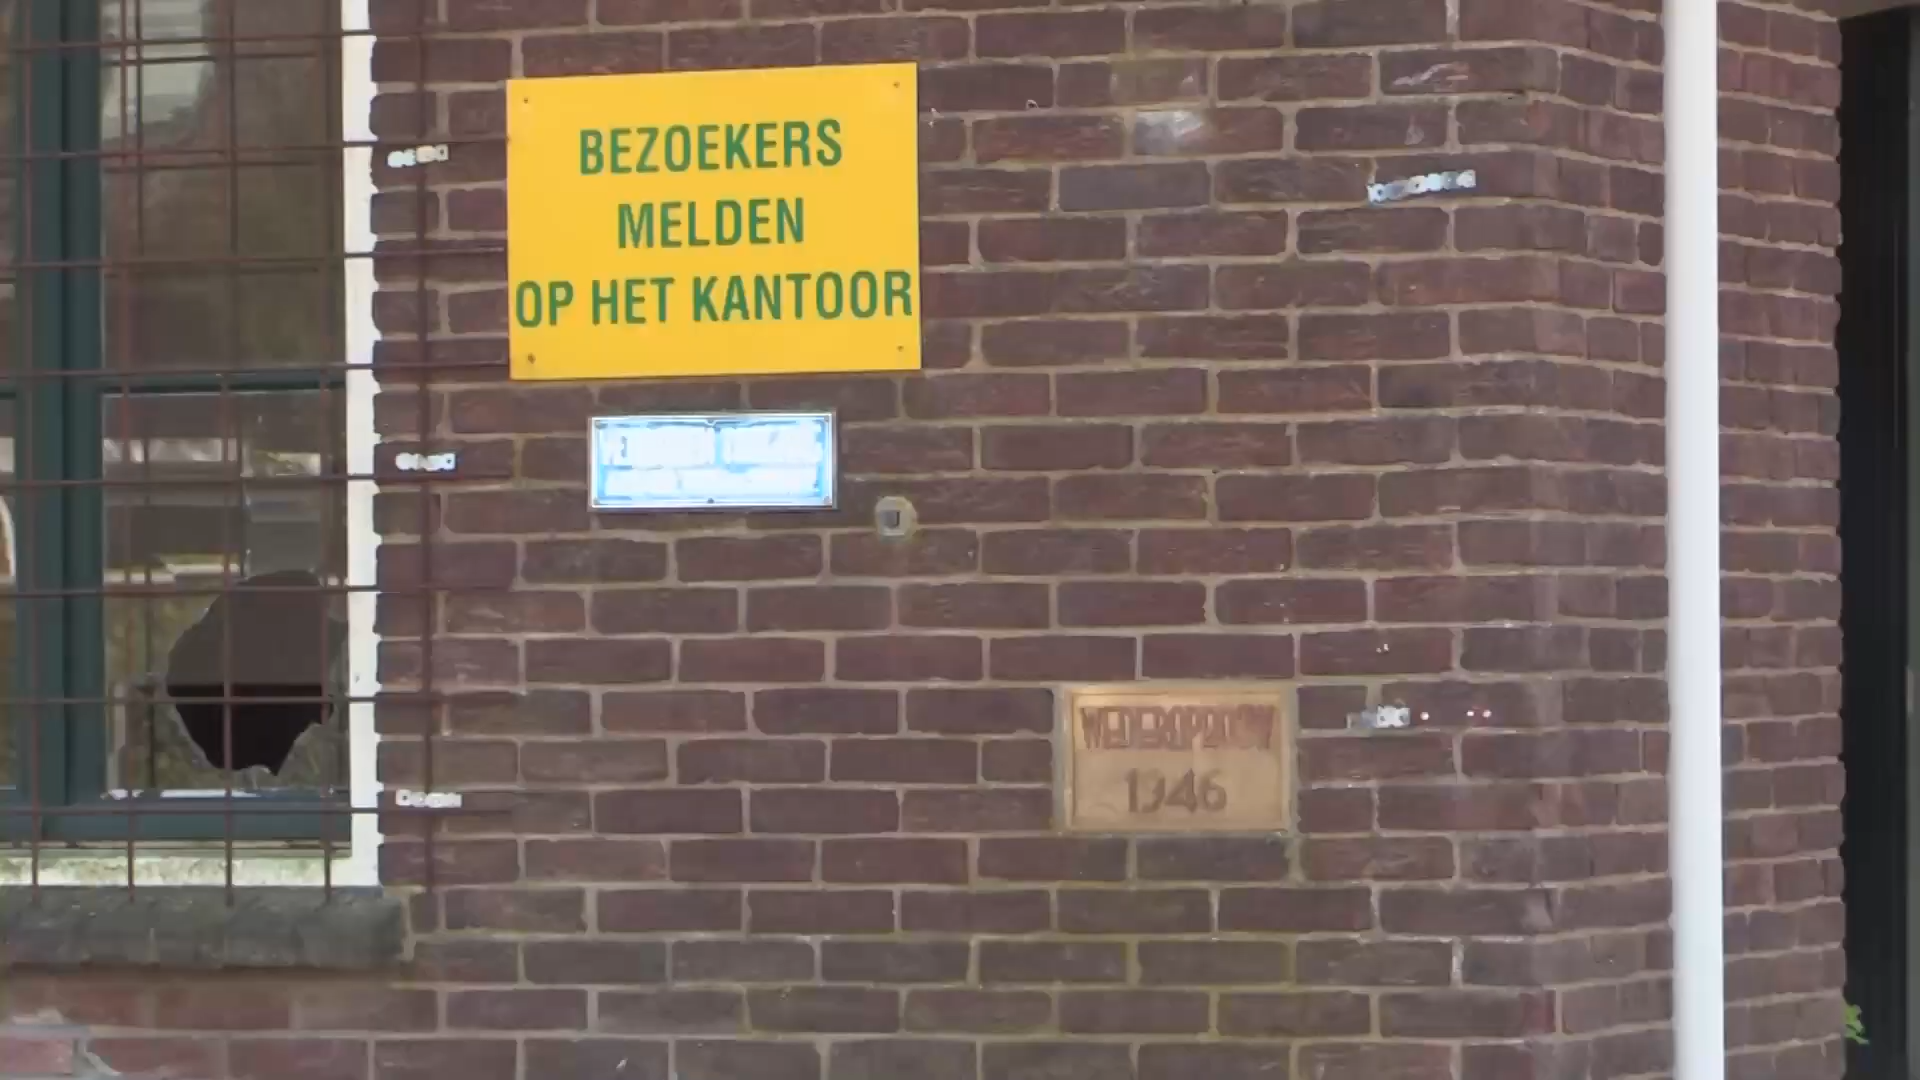 BEZOEKERS
MELDEN
OP HET KANTOOR
WEDEROPBOUW
1946